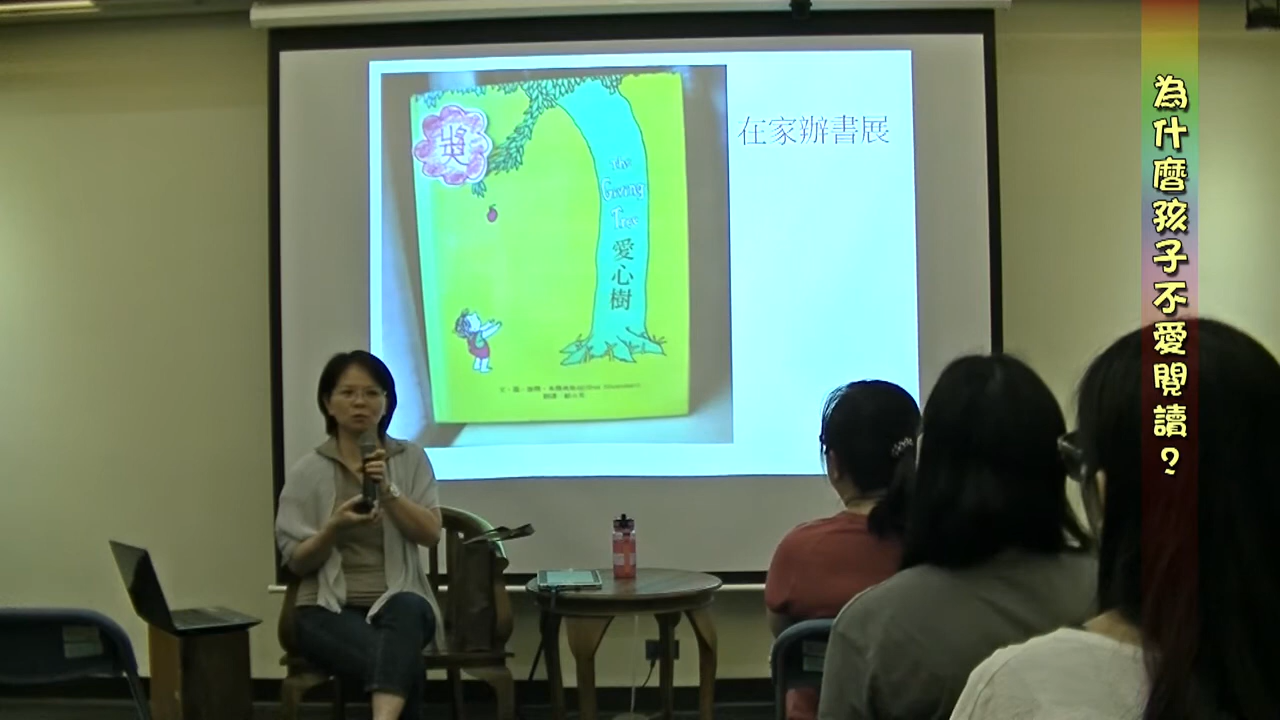 獎
The
Giving
Tree
愛心樹
在家辦書展
為什麼孩子不愛閱讀?